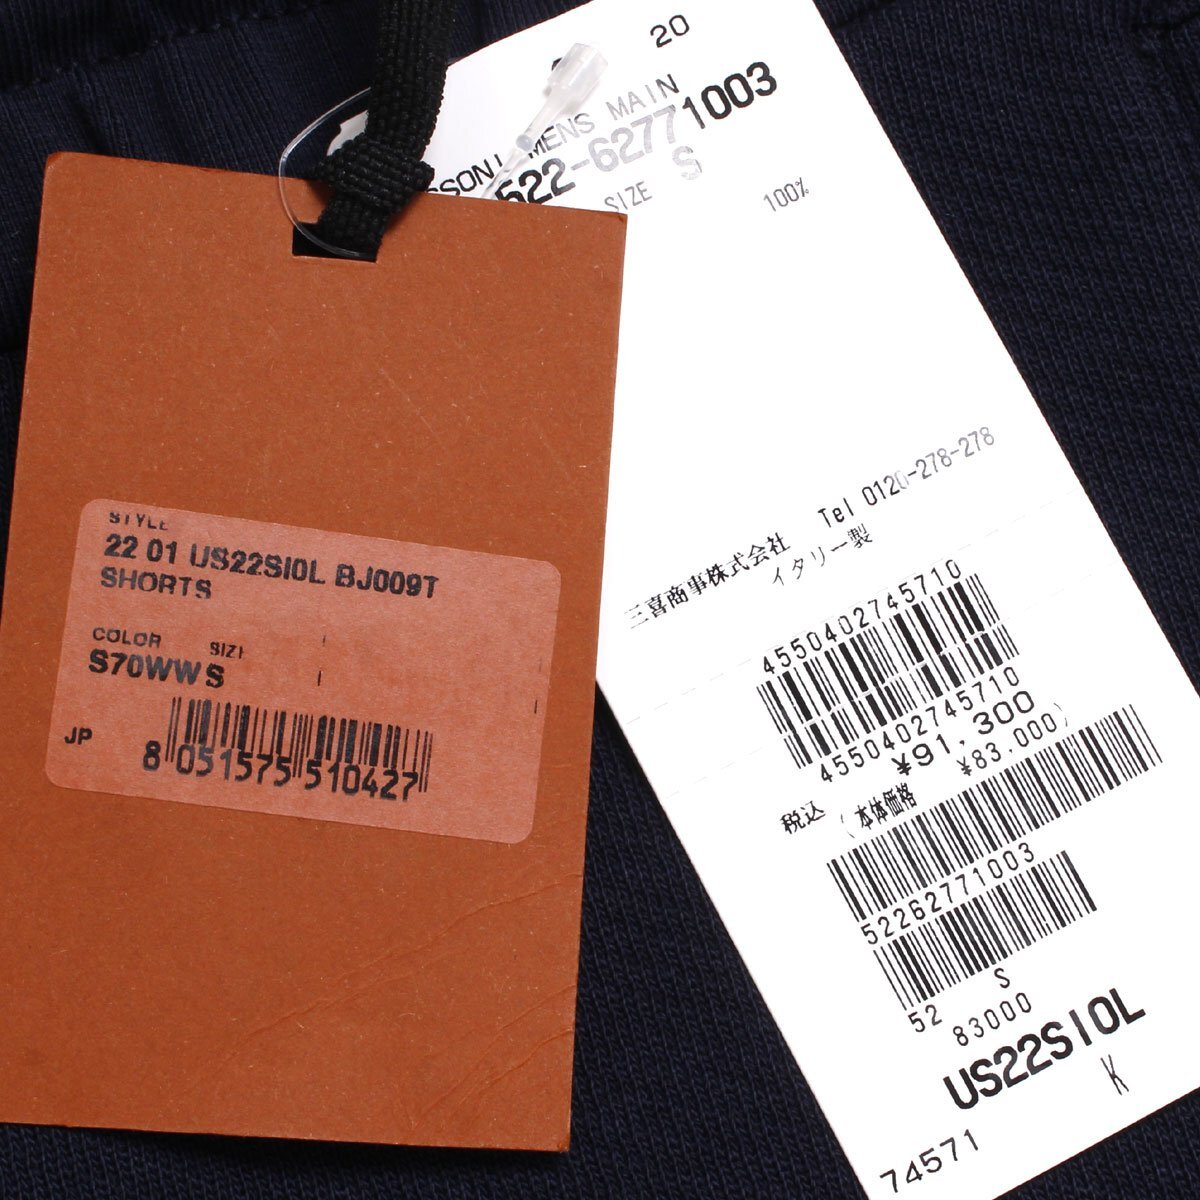 STYLE
22 01 US22SI0L BJ009T
SHORTS
COLOR SIZE
S70WW S
JP
8 051575 510427
20
MENS MAIN
522-62771003
SIZE S
100%
三喜商事株式会社 Tel 0120-278-278
イタリー製
4550402745710
4550402745710
¥91,300
税込 (本体価格 ¥83,000)
52262771003
S
52 83000
US22SI0L
K
74571